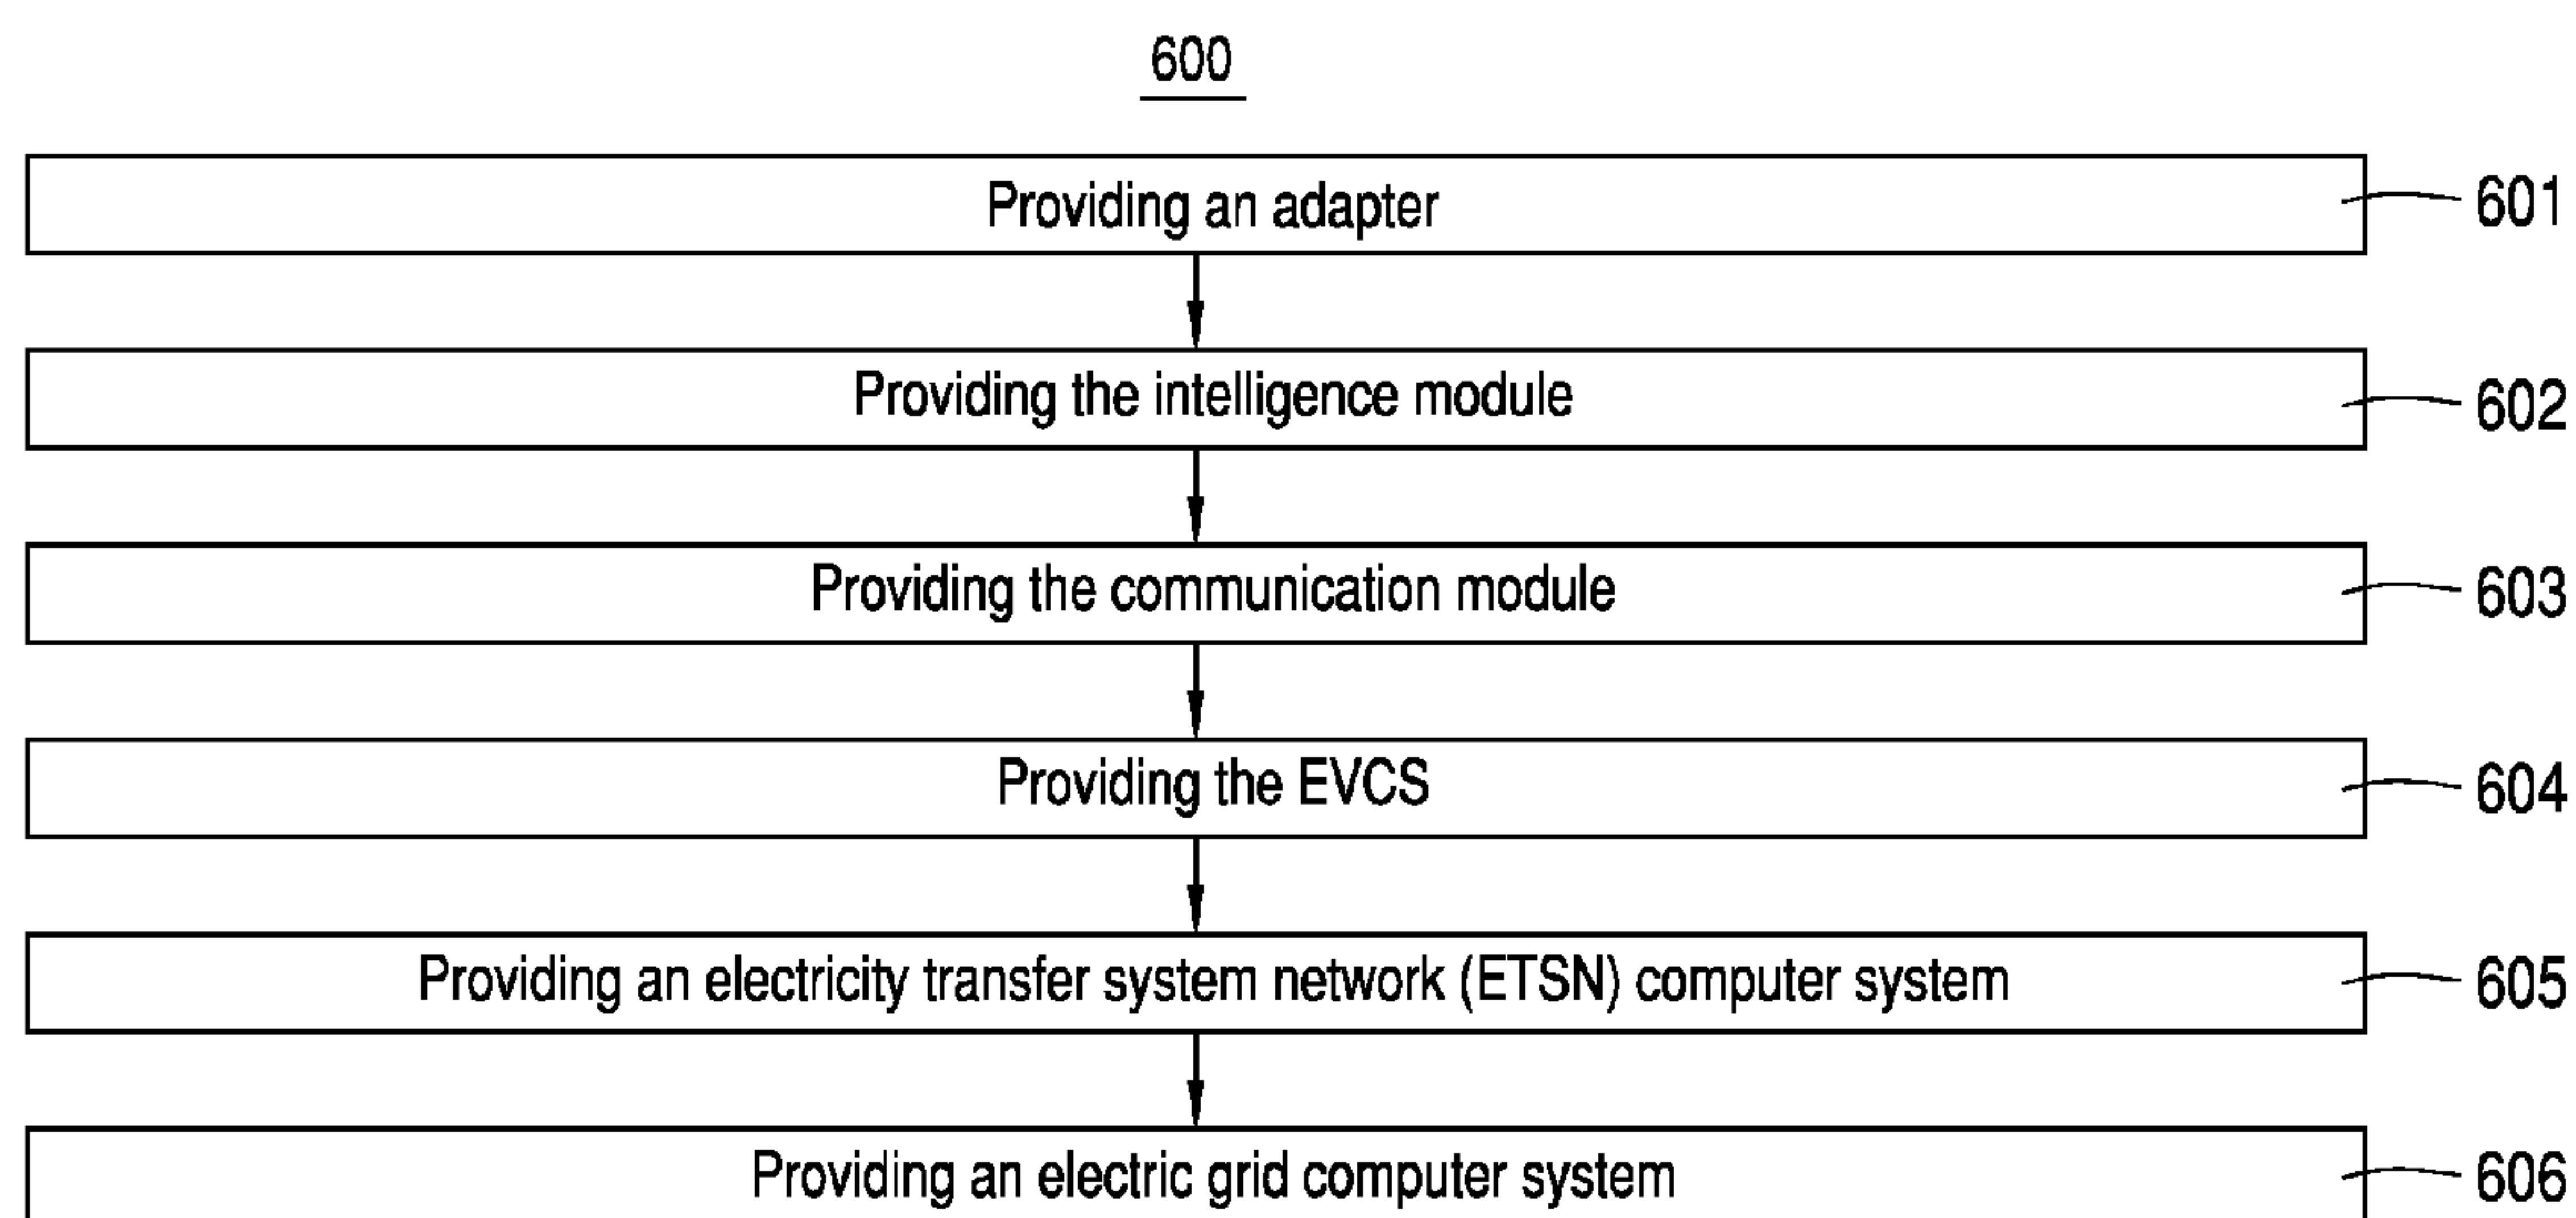 600
Providing an adapter 601
Providing the intelligence module 602
Providing the communication module 603
Providing the EVCS 604
Providing an electricity transfer system network (ETSN) computer system 605
Providing an electric grid computer system 606